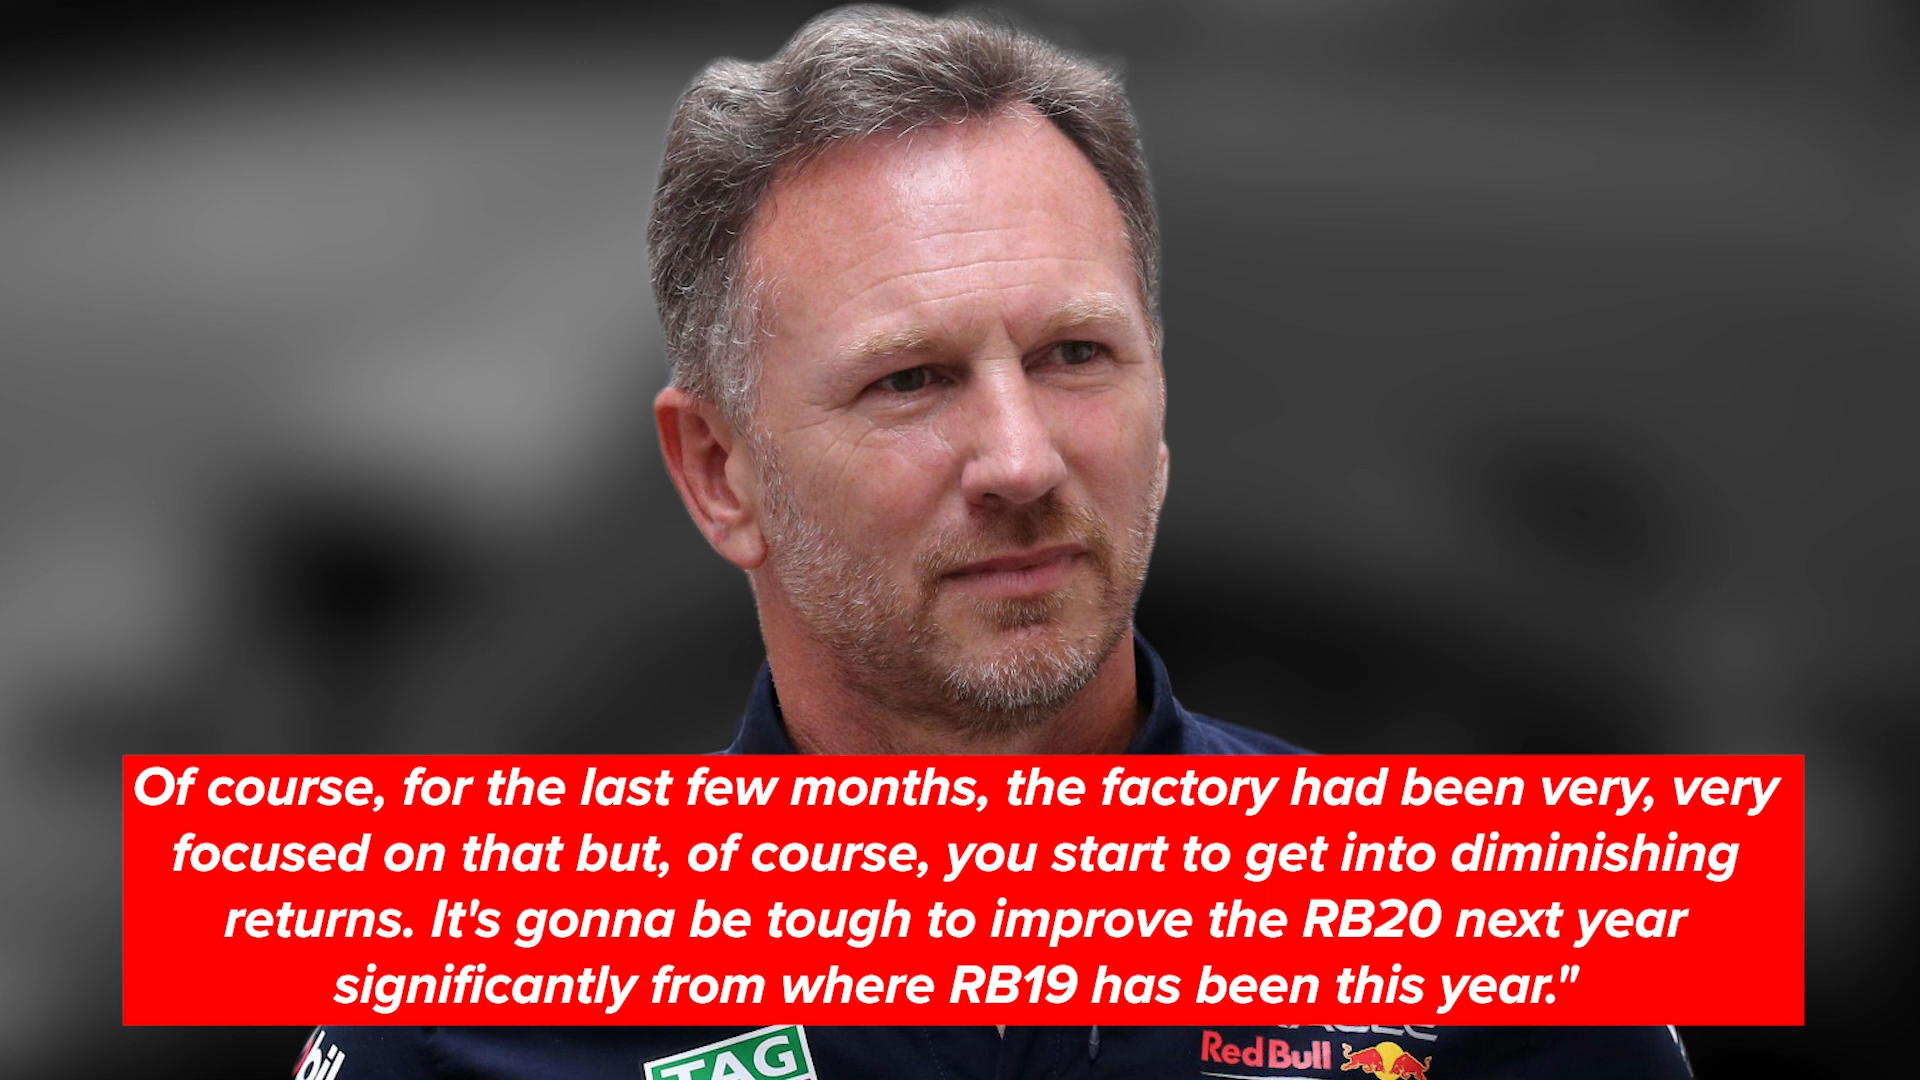 Of course, for the last few months, the factory had been very, very
focused on that but, of course, you start to get into diminishing
returns. It's gonna be tough to improve the RB20 next year
significantly from where RB19 has been this year."
TAG
Red Bull